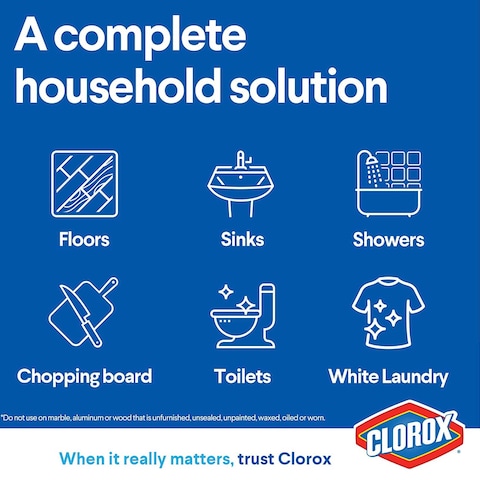 A complete
household solution
Floors
Sinks
Showers
Chopping board
Toilets
White Laundry
*Do not use on marble, aluminum or wood that is unfurnished, unsealed, unpainted, waxed, oiled or worn.
When it really matters, trust Clorox
CLOROX®